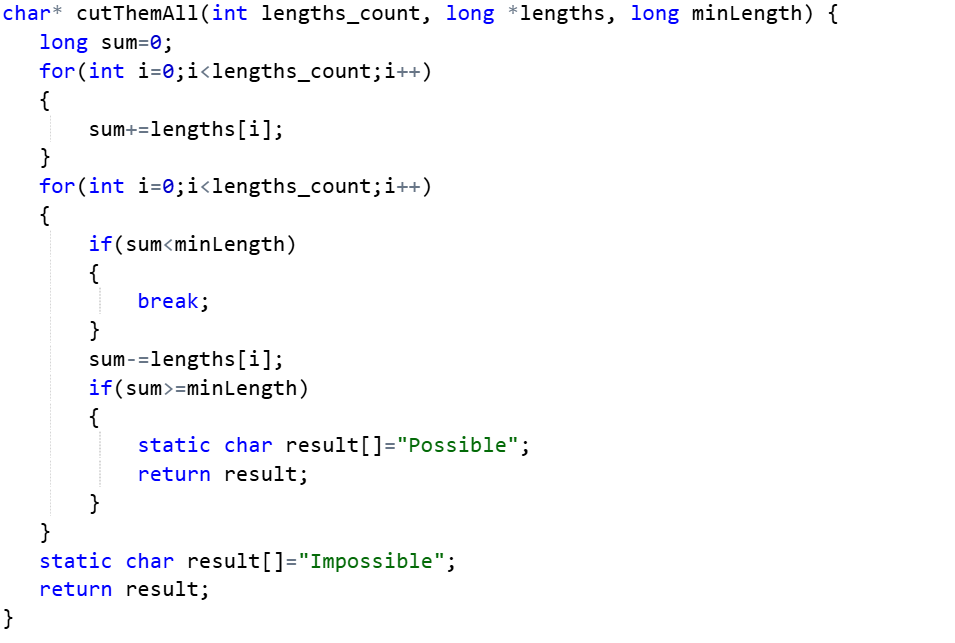 char* cutThemAll(int lengths_count, long *lengths, long minLength) {
   long sum=0;
   for(int i=0;i<lengths_count;i++)
   {
       sum+=lengths[i];
   }
   for(int i=0;i<lengths_count;i++)
   {
       if(sum<minLength)
       {
           break;
       }
       sum-=lengths[i];
       if(sum>=minLength)
       {
           static char result[]="Possible";
           return result;
       }
   }
   static char result[]="Impossible";
   return result;
}